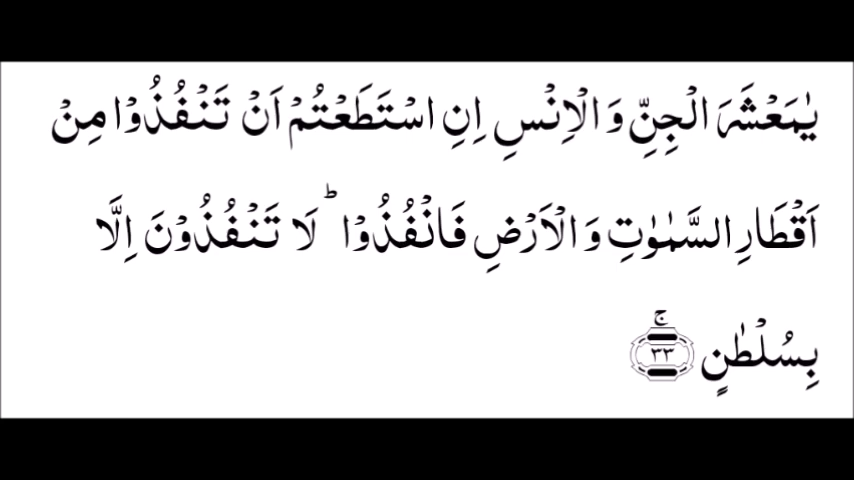 يٰمَعۡشَرَ الۡجِنِّ وَالۡاِنۡسِ اِنِ اسۡتَطَعۡتُمۡ اَنۡ تَنۡفُذُوۡا مِنۡ
اَقۡطَارِ السَّمٰوٰتِ وَالۡاَرۡضِ فَانۡفُذُوۡا ؕ لَا تَنۡفُذُوۡنَ اِلَّا
بِسُلۡطٰنٍ ۚ ٣٣